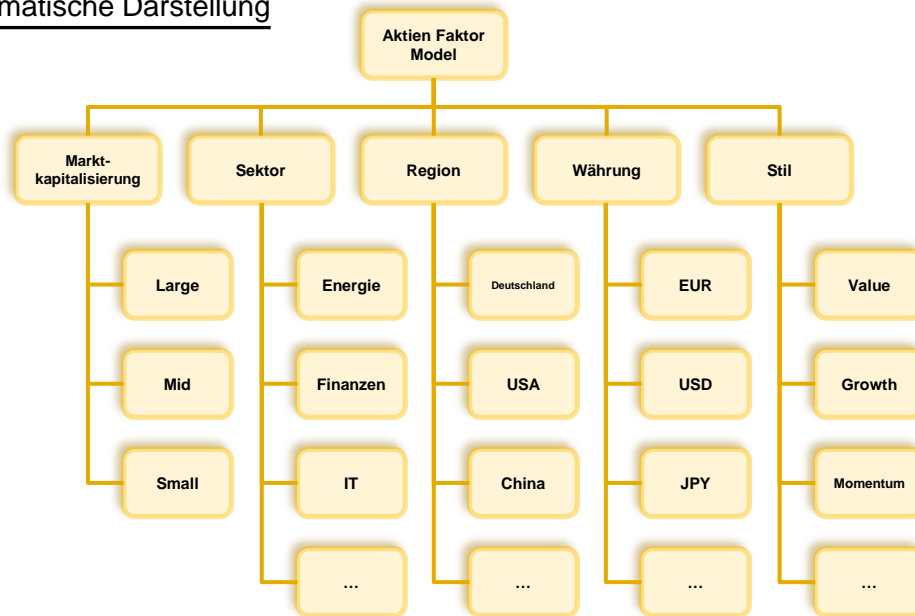 matische Darstellung
Aktien Faktor
Model
Markt-
kapitalisierung
Sektor
Region
Währung
Stil
Large
Energie
Deutschland
EUR
Value
Mid
Finanzen
USA
USD
Growth
Small
IT
China
JPY
Momentum
…
…
…
…